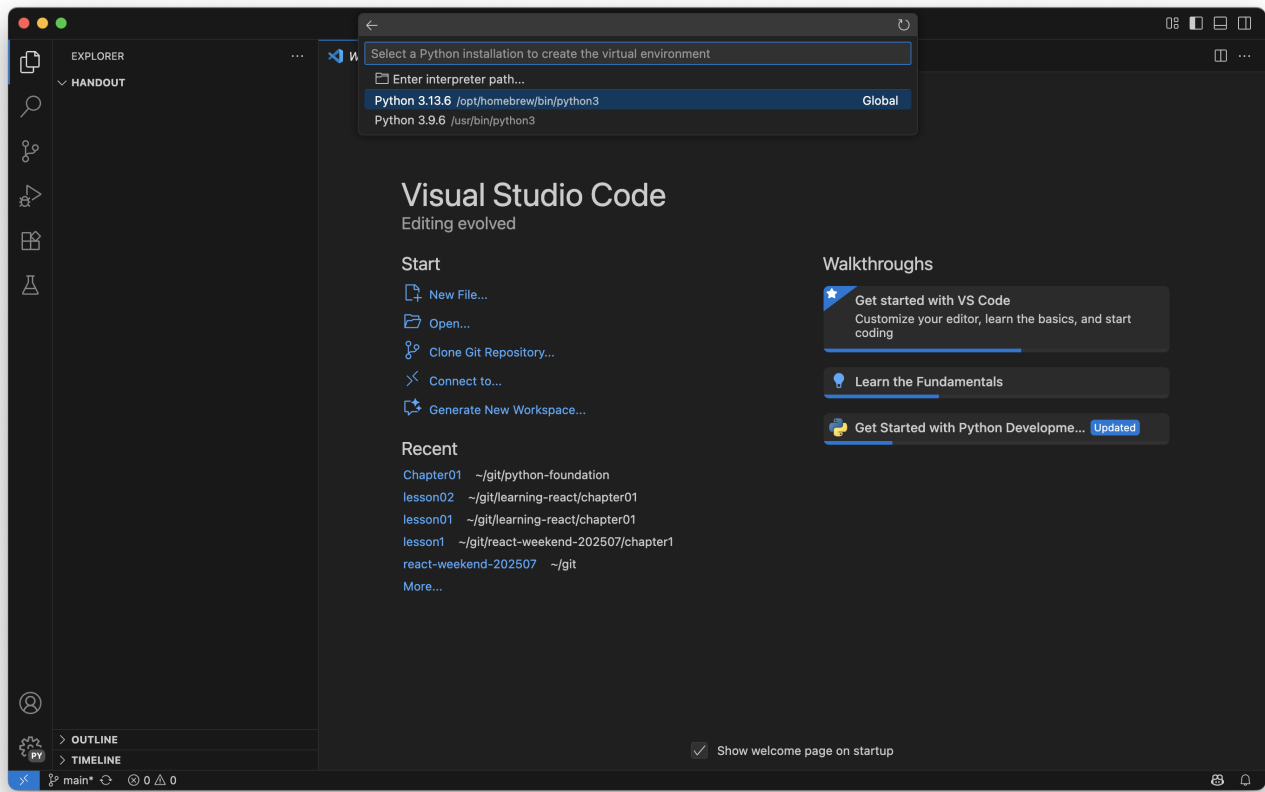 Select a Python installation to create the virtual environment
Enter interpreter path...
Python 3.13.6 /opt/homebrew/bin/python3 Global
Python 3.9.6 /usr/bin/python3
EXPLORER
HANDOUT
Visual Studio Code
Editing evolved
Start
New File...
Open...
Clone Git Repository...
Connect to...
Generate New Workspace...
Recent
Chapter01 ~/git/python-foundation
lesson02 ~/git/learning-react/chapter01
lesson01 ~/git/learning-react/chapter01
lesson1 ~/git/react-weekend-202507/chapter1
react-weekend-202507 ~/git
More...
Walkthroughs
Get started with VS Code
Customize your editor, learn the basics, and start
coding
Learn the Fundamentals
Get Started with Python Developme... Updated
Show welcome page on startup
OUTLINE
TIMELINE
PY
main* 0 0